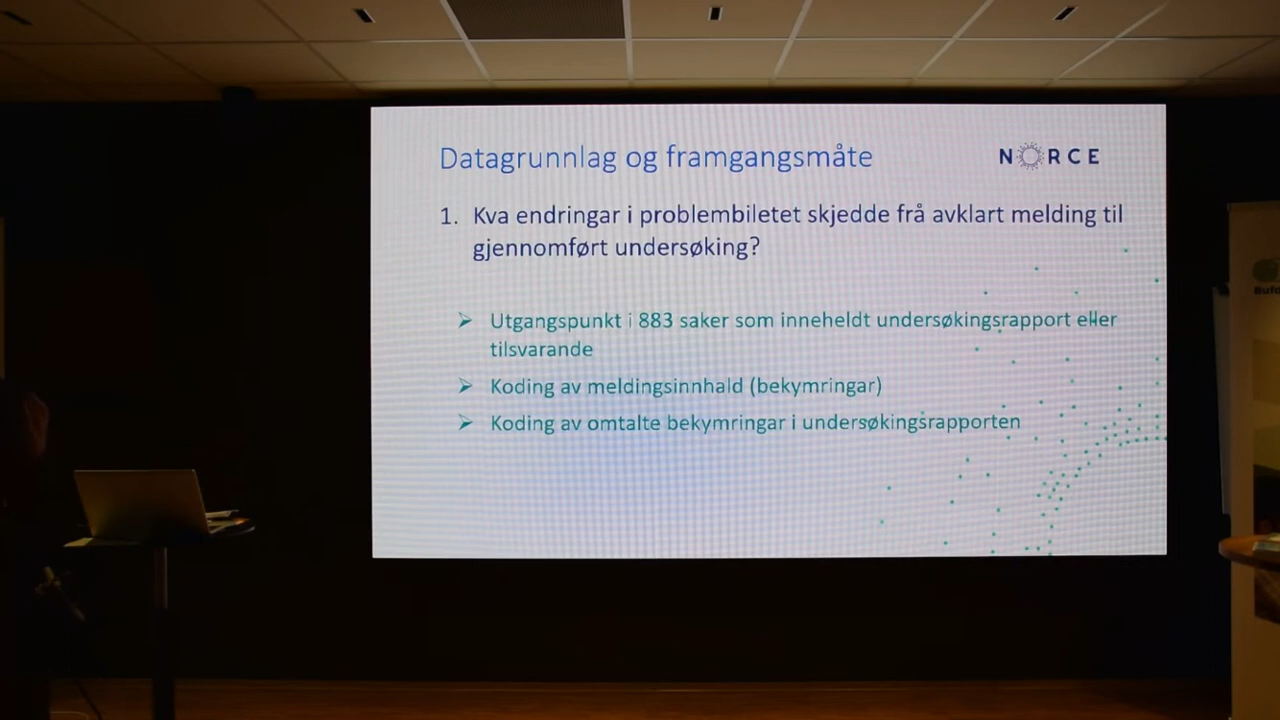 Datagrunnlag og framgangsmåte
NORCE
1. Kva endringar i problembiletet skjedde frå avklart melding til
gjennomført undersøking?
➢ Utgangspunkt i 883 saker som inneheldt undersøkingsrapport eller
tilsvarande
➢ Koding av meldingsinnhald (bekymringar)
➢ Koding av omtalte bekymringar i undersøkingsrapporten